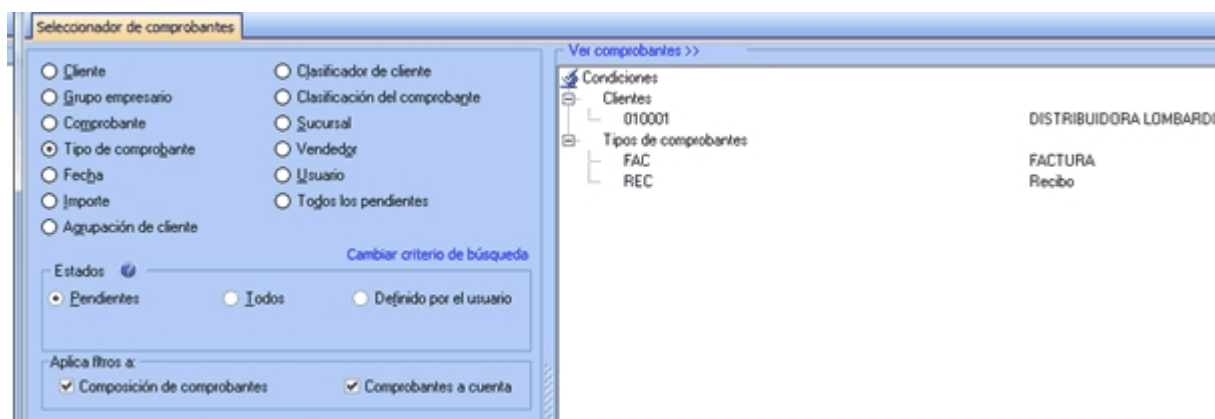 Seleccionador de comprobantes
Cliente
Clasificador de cliente
Grupo empresario
Clasificación del comprobante
Comprobante
Sucursal
Tipo de comprobante
Vendedor
Fecha
Usuario
Importe
Todos los pendientes
Agrupación de cliente
Cambiar criterio de búsqueda
Estados
Pendientes
Todos
Definido por el usuario
Aplica filtros a:
Composición de comprobantes
Comprobantes a cuenta
Ver comprobantes >>
Condiciones
Clientes
010001 DISTRIBUIDORA LOMBARDI
Tipos de comprobantes
FAC FACTURA
REC Recibo